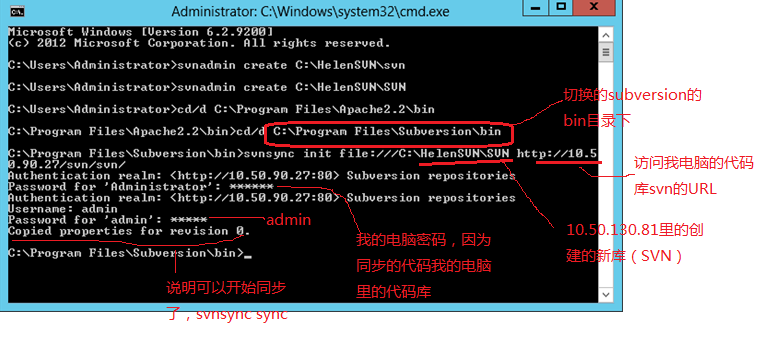 Administrator: C:\Windows\system32\cmd.exe
Microsoft Windows [Version 6.2.9200]
(c) 2012 Microsoft Corporation. All rights reserved.
C:\Users\Administrator>svnadmin create C:\HelenSVN\svn
C:\Users\Administrator>svnadmin create C:\HelenSVN\SVN
C:\Users\Administrator>cd/d C:\Program Files\Apache2.2\bin
C:\Program Files\Apache2.2\bin>cd/d C:\Program Files\Subversion\bin
C:\Program Files\Subversion\bin>svnsync init file:///C:\HelenSVN\SVN http://10.5
0.90.27/svn/svn/
Authentication realm: <http://10.50.90.27:80> Subversion repositories
Password for 'Administrator': ******
Authentication realm: <http://10.50.90.27:80> Subversion repositories
Username: admin
Password for 'admin': *****
Copied properties for revision 0.
C:\Program Files\Subversion\bin>_
切换的subversion的
bin目录下
访问我电脑的代码
库svn的URL
admin
10.50.130.81里的创
建的新库（SVN）
我的电脑密码，因为
同步的代码我的电脑
里的代码库
说明可以开始同步
了，svnsync sync